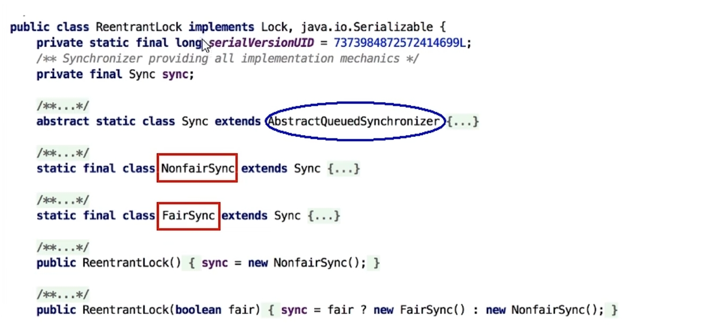 public class ReentrantLock implements Lock, java.io.Serializable {
private static final long serialVersionUID = 7373984872572414699L;
/** Synchronizer providing all implementation mechanics */
private final Sync sync;
/**...*/
abstract static class Sync extends AbstractQueuedSynchronizer {...}
/**...*/
static final class NonfairSync extends Sync {...}
/**...*/
static final class FairSync extends Sync {...}
/**...*/
public ReentrantLock() { sync = new NonfairSync(); }
/**...*/
public ReentrantLock(boolean fair) { sync = fair ? new FairSync() : new NonfairSync(); }